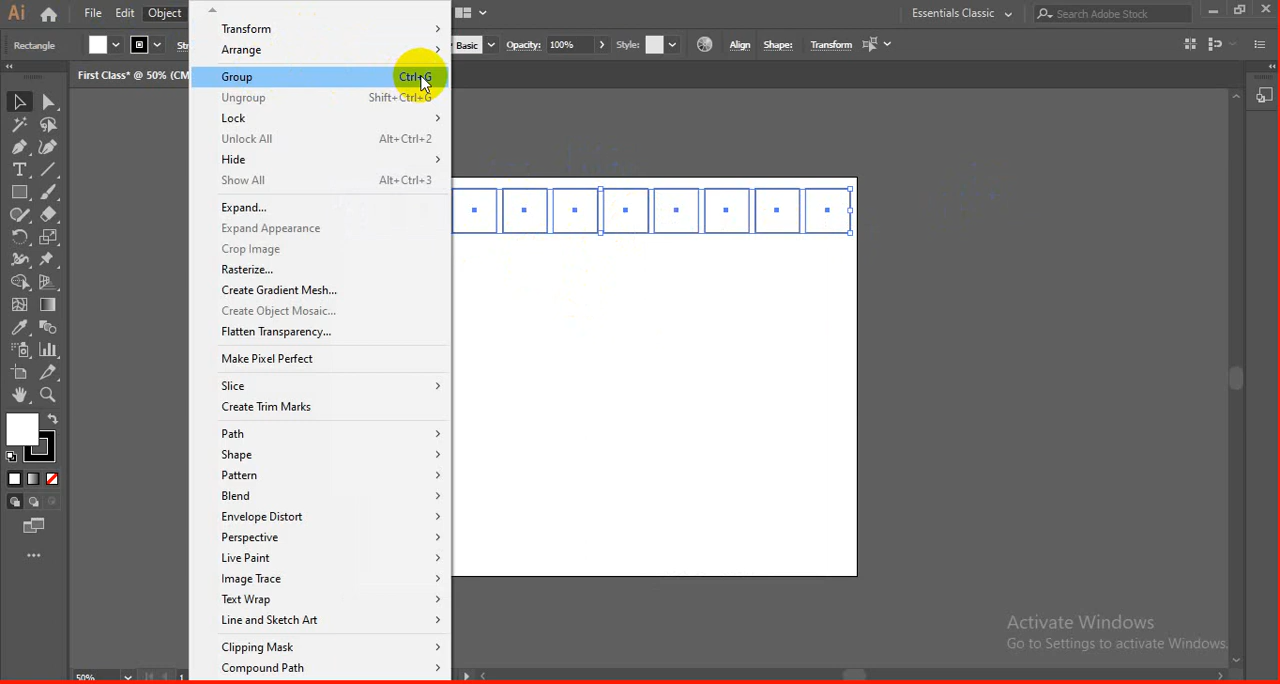 Ai File Edit Object Essentials Classic Search Adobe Stock
Rectangle Basic Opacity: 100% Style: Align Shape: Transform
First Class* @ 50% (CM
Transform
Arrange
Group Ctrl+G
Ungroup Shift+Ctrl+G
Lock
Unlock All Alt+Ctrl+2
Hide
Show All Alt+Ctrl+3
Expand...
Expand Appearance
Crop Image
Rasterize...
Create Gradient Mesh...
Create Object Mosaic...
Flatten Transparency...
Make Pixel Perfect
Slice
Create Trim Marks
Path
Shape
Pattern
Blend
Envelope Distort
Perspective
Live Paint
Image Trace
Text Wrap
Line and Sketch Art
Clipping Mask
Compound Path
Activate Windows
Go to Settings to activate Windows.
50% 1